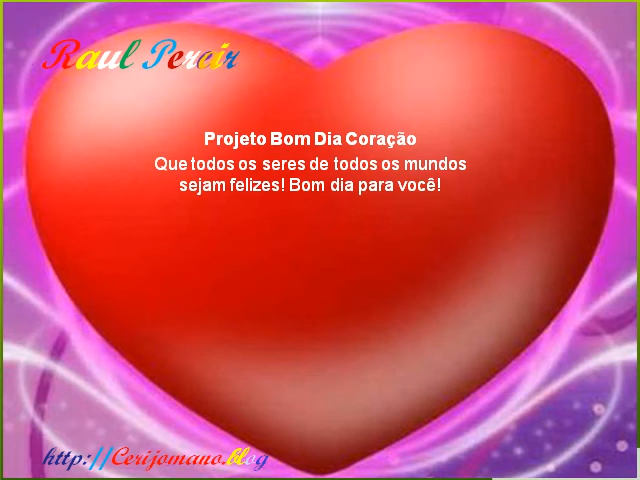 Raul Pereir
Projeto Bom Dia Coração
Que todos os seres de todos os mundos
sejam felizes! Bom dia para você!
http://Cerijomano.blog